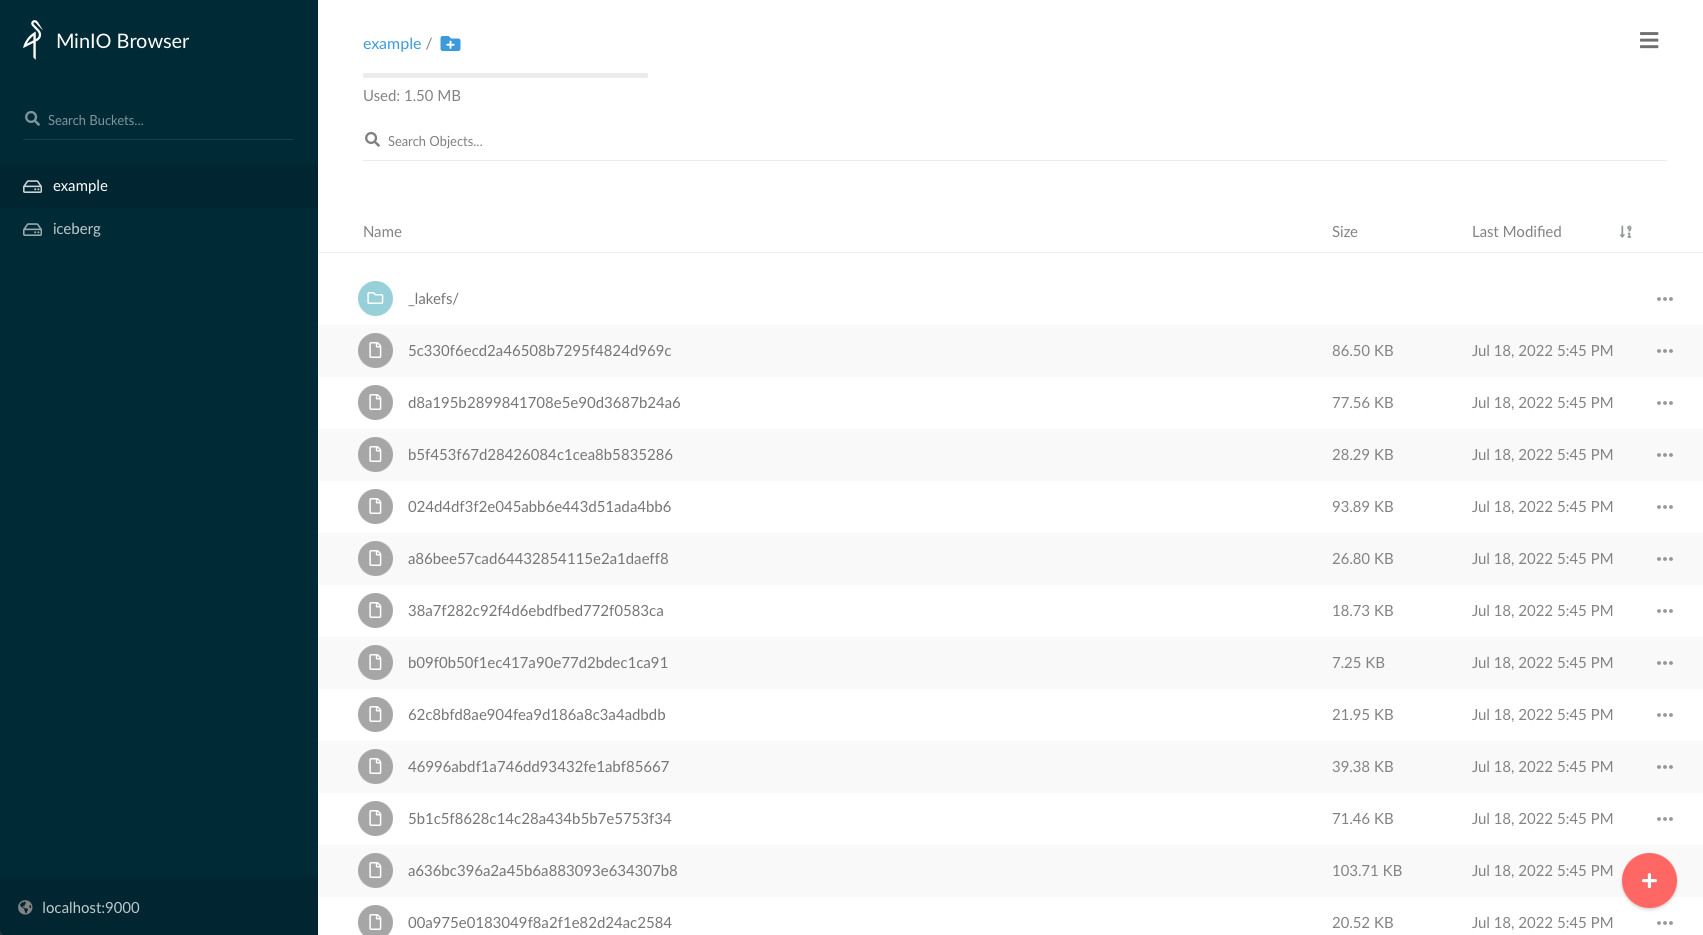 MinIO Browser
Search Buckets...
example
iceberg
localhost:9000
example /
Used: 1.50 MB
Search Objects...
Name Size Last Modified
_lakefs/
5c330f6ecd2a46508b7295f4824d969c 86.50 KB Jul 18, 2022 5:45 PM
d8a195b2899841708e5e90d3687b24a6 77.56 KB Jul 18, 2022 5:45 PM
b5f453f67d28426084c1cea8b5835286 28.29 KB Jul 18, 2022 5:45 PM
024d4df3f2e045abb6e443d51ada4bb6 93.89 KB Jul 18, 2022 5:45 PM
a86bee57cad64432854115e2a1daeff8 26.80 KB Jul 18, 2022 5:45 PM
38a7f282c92f4d6ebdfbed772f0583ca 18.73 KB Jul 18, 2022 5:45 PM
b09f0b50f1ec417a90e77d2bdec1ca91 7.25 KB Jul 18, 2022 5:45 PM
62c8bfd8ae904fea9d186a8c3a4adbdb 21.95 KB Jul 18, 2022 5:45 PM
46996abdf1a746dd93432fe1abf85667 39.38 KB Jul 18, 2022 5:45 PM
5b1c5f8628c14c28a434b5b7e5753f34 71.46 KB Jul 18, 2022 5:45 PM
a636bc396a2a45b6a883093e634307b8 103.71 KB Jul 18, 2022 5:45 PM
00a975e0183049f8a2f1e82d24ac2584 20.52 KB Jul 18, 2022 5:45 PM